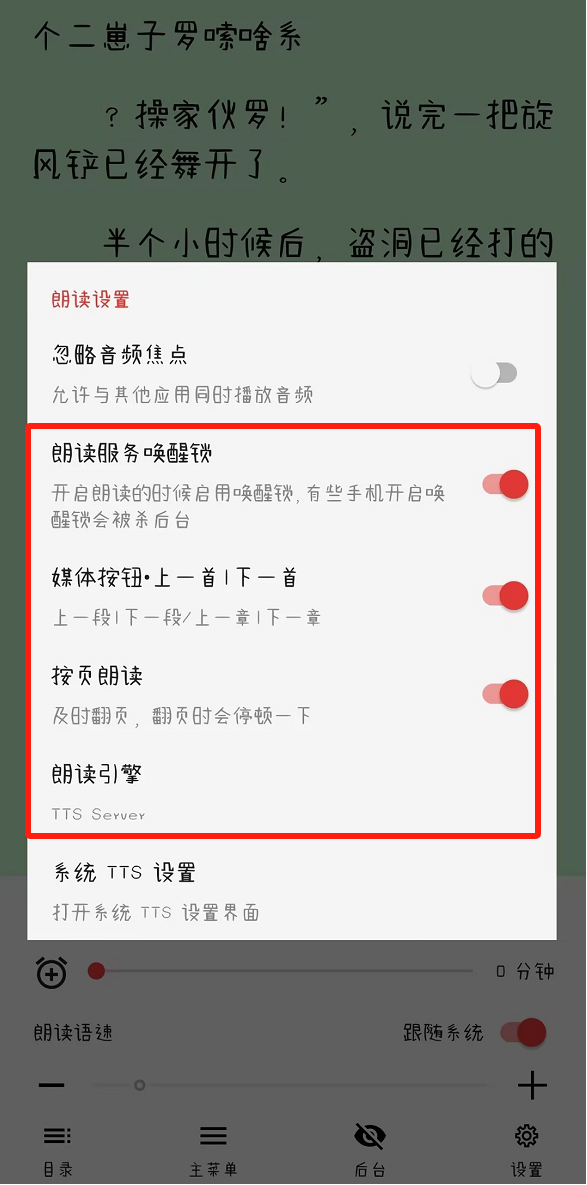 个二崽子罗嗦啥系
？操家伙罗！”，说完一把旋
风铲已经舞开了。
半个小时候后，盗洞已经打的
朗读设置
忽略音频焦点
允许与其他应用同时播放音频
朗读服务唤醒锁
开启朗读的时候启用唤醒锁,有些手机开启唤
醒锁会被杀后台
媒体按钮•上一首|下一首
上一段|下一段/上一章|下一章
按页朗读
及时翻页，翻页时会停顿一下
朗读引擎
TTS Server
系统 TTS 设置
打开系统 TTS 设置界面
0 分钟
朗读语速
跟随系统
目录
主菜单
后台
设置